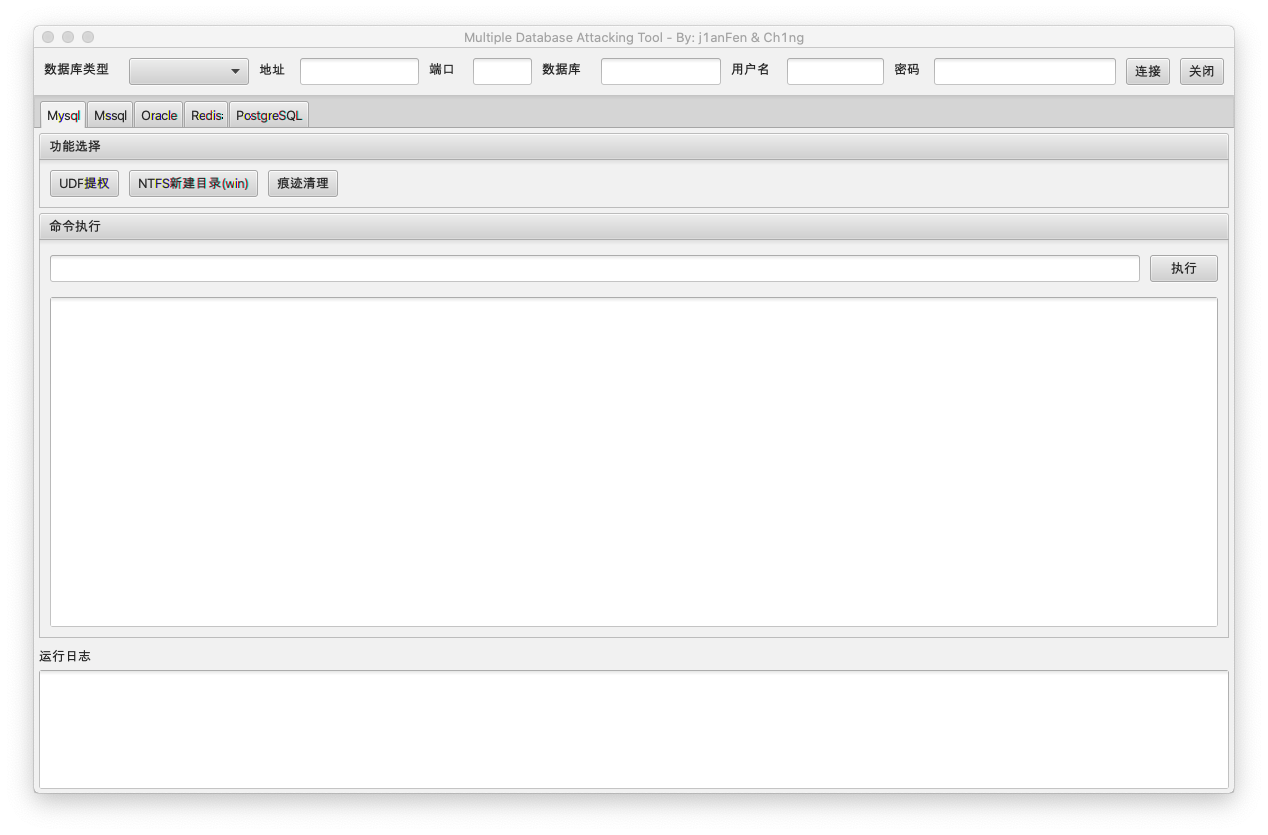 Multiple Database Attacking Tool - By: j1anFen & Ch1ng
数据库类型 地址 端口 数据库 用户名 密码 连接 关闭
Mysql Mssql Oracle Redis PostgreSQL
功能选择
UDF提权 NTFS新建目录(win) 痕迹清理
命令执行
执行
运行日志